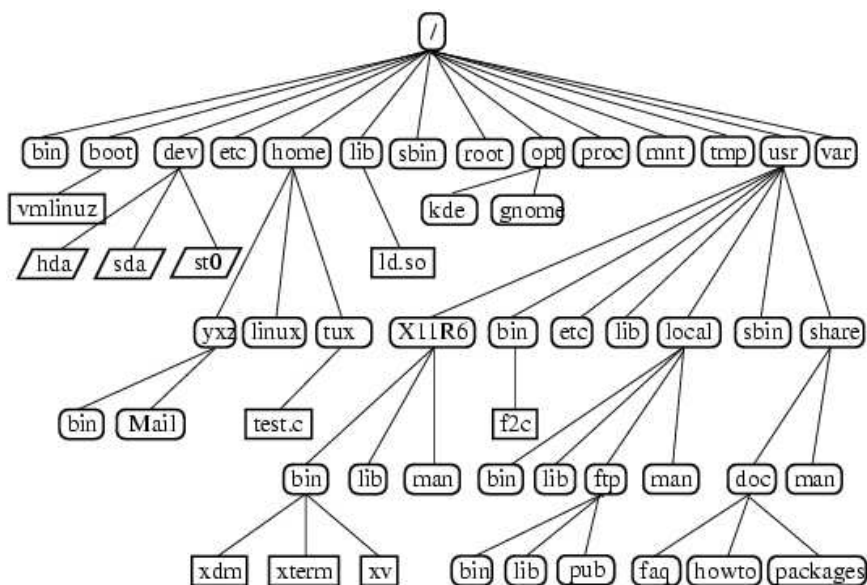 /
bin boot dev etc home lib sbin root opt proc mnt tmp usr var
vmlinuz kde gnome
hda sda st0 ld.so
yxz linux tux X11R6 bin etc lib local sbin share
bin Mail test.c f2c
bin lib man bin lib ftp man doc man
xdm xterm xv bin lib pub faq howto packages